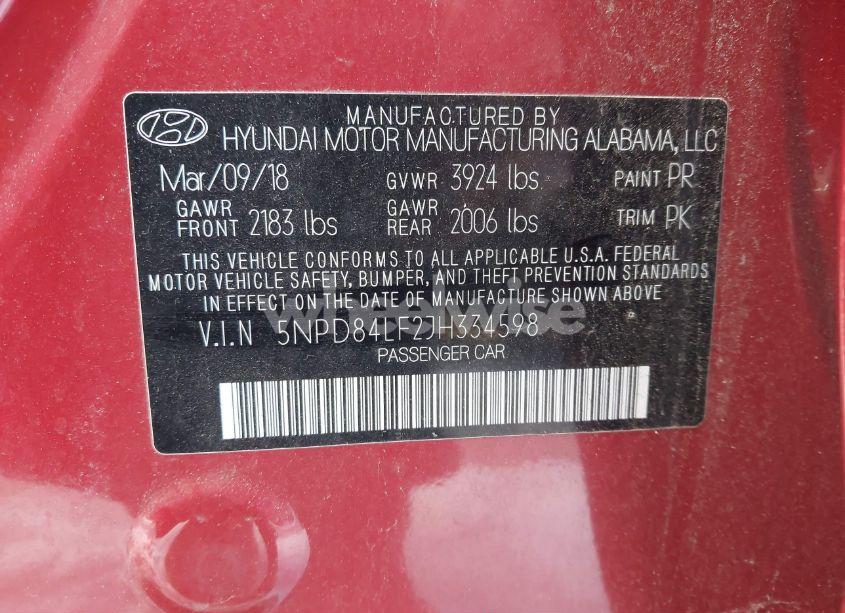 MANUFACTURED BY
HYUNDAI MOTOR MANUFACTURING ALABAMA, LLC
Mar/09/18 GVWR 3924 lbs PAINT PR
GAWR FRONT 2183 lbs GAWR REAR 2006 lbs TRIM PK
THIS VEHICLE CONFORMS TO ALL APPLICABLE U.S.A. FEDERAL
MOTOR VEHICLE SAFETY, BUMPER, AND THEFT PREVENTION STANDARDS
IN EFFECT ON THE DATE OF MANUFACTURE SHOWN ABOVE
wheelwise
V.I.N 5NPD84LF2JH334598
PASSENGER CAR